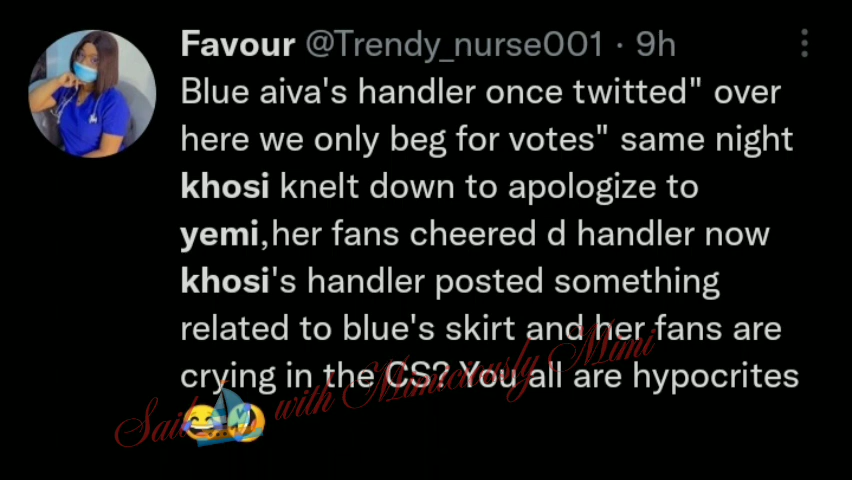 Favour @Trendy_nurse001 · 9h
Blue aiva's handler once twitted" over
here we only beg for votes" same night
khosi knelt down to apologize to
yemi,her fans cheered d handler now
khosi's handler posted something
related to blue's skirt and her fans are
crying in the CS? You all are hypocrites
Sail with Miniciously Mimi